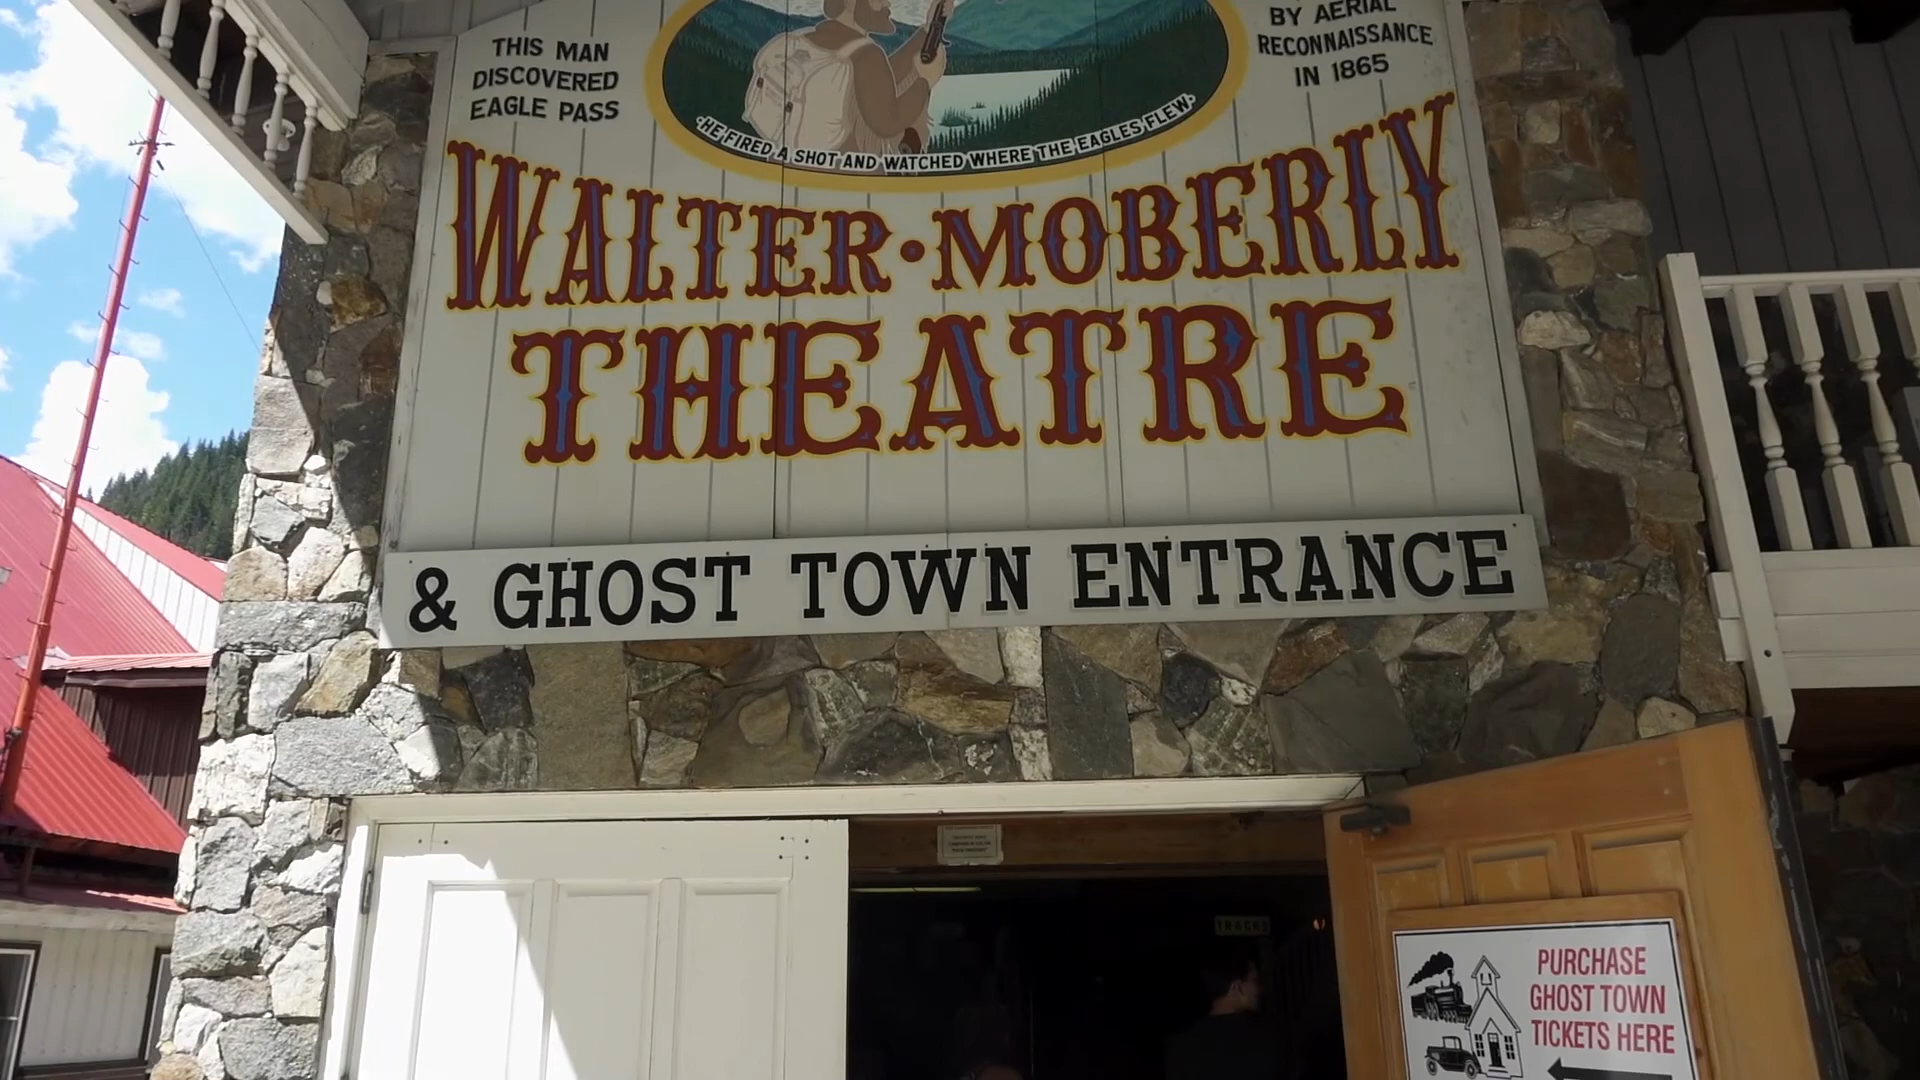 THIS MAN
DISCOVERED
EAGLE PASS
BY AERIAL
RECONNAISSANCE
IN 1865
·HE FIRED A SHOT AND WATCHED WHERE THE EAGLES FLEW·
WALTER·MOBERLY
THEATRE
& GHOST TOWN ENTRANCE
PURCHASE
GHOST TOWN
TICKETS HERE